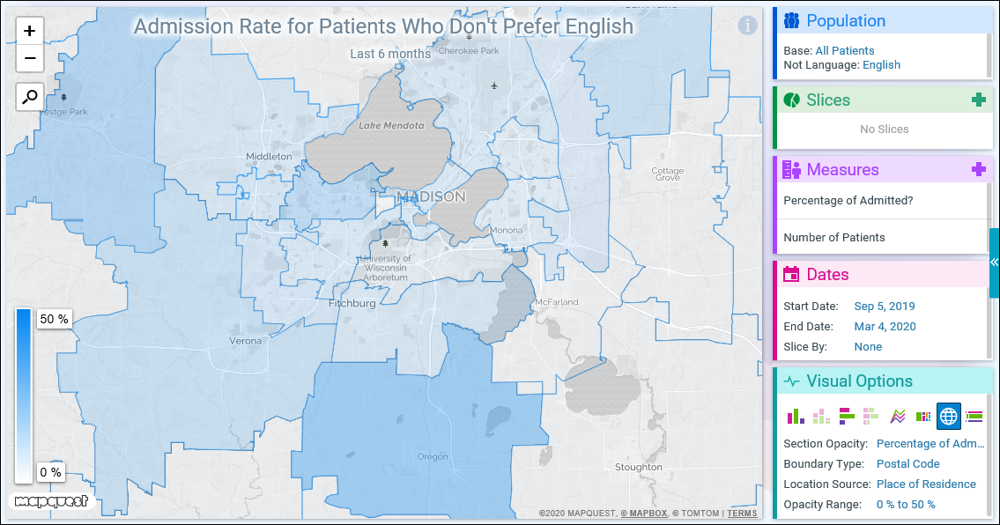 Admission Rate for Patients Who Don't Prefer English
Last 6 months
+
−
Cherokee Park
Lake Mendota
Middleton
MADISON
Cottage
Grove
Monona
University of
Wisconsin
Arboretum
Fitchburg
McFarland
Verona
Oregon
Stoughton
50 %
0 %
mapquest
©2020 MAPQUEST, © MAPBOX, © TOMTOM | TERMS
Population
Base: All Patients
Not Language: English
Slices
No Slices
Measures
Percentage of Admitted?
Number of Patients
Dates
Start Date: Sep 5, 2019
End Date: Mar 4, 2020
Slice By: None
Visual Options
Section Opacity: Percentage of Adm...
Boundary Type: Postal Code
Location Source: Place of Residence
Opacity Range: 0 % to 50 %